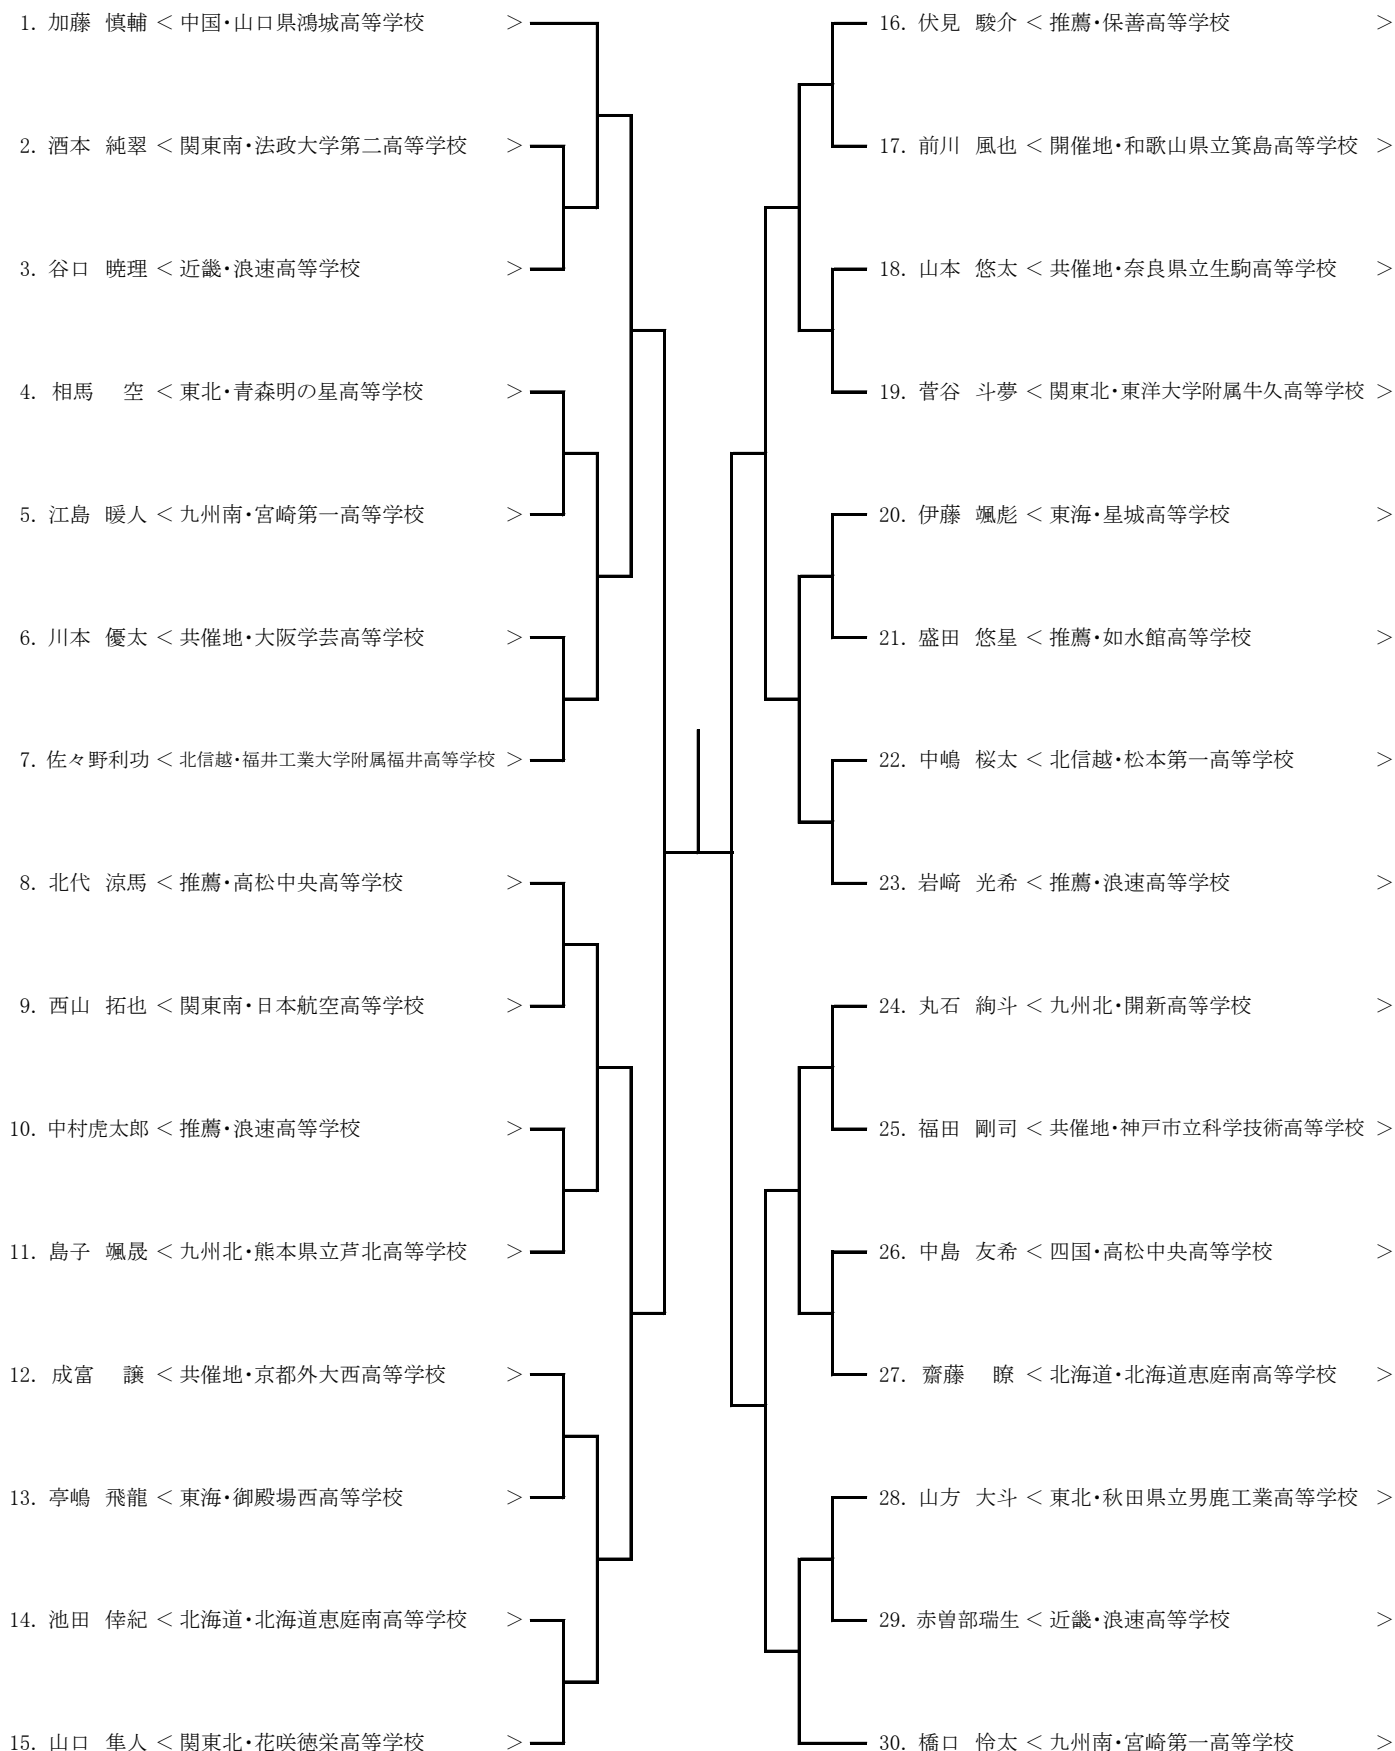 1. 加藤 慎輔 < 中国・山口県鴻城高等学校 >
2. 酒本 純翠 < 関東南・法政大学第二高等学校 >
3. 谷口 暁理 < 近畿・浪速高等学校 >
4. 相馬 空 < 東北・青森明の星高等学校 >
5. 江島 暖人 < 九州南・宮崎第一高等学校 >
6. 川本 優太 < 共催地・大阪学芸高等学校 >
7. 佐々野利功 < 北信越・福井工業大学附属福井高等学校 >
8. 北代 涼馬 < 推薦・高松中央高等学校 >
9. 西山 拓也 < 関東南・日本航空高等学校 >
10. 中村虎太郎 < 推薦・浪速高等学校 >
11. 島子 颯晟 < 九州北・熊本県立芦北高等学校 >
12. 成富 譲 < 共催地・京都外大西高等学校 >
13. 亭嶋 飛龍 < 東海・御殿場西高等学校 >
14. 池田 倖紀 < 北海道・北海道恵庭南高等学校 >
15. 山口 隼人 < 関東北・花咲徳栄高等学校 >
16. 伏見 駿介 < 推薦・保善高等学校 >
17. 前川 風也 < 開催地・和歌山県立箕島高等学校 >
18. 山本 悠太 < 共催地・奈良県立生駒高等学校 >
19. 菅谷 斗夢 < 関東北・東洋大学附属牛久高等学校 >
20. 伊藤 颯彪 < 東海・星城高等学校 >
21. 盛田 悠星 < 推薦・如水館高等学校 >
22. 中嶋 桜太 < 北信越・松本第一高等学校 >
23. 岩﨑 光希 < 推薦・浪速高等学校 >
24. 丸石 絢斗 < 九州北・開新高等学校 >
25. 福田 剛司 < 共催地・神戸市立科学技術高等学校 >
26. 中島 友希 < 四国・高松中央高等学校 >
27. 齋藤 瞭 < 北海道・北海道恵庭南高等学校 >
28. 山方 大斗 < 東北・秋田県立男鹿工業高等学校 >
29. 赤曽部瑞生 < 近畿・浪速高等学校 >
30. 橋口 怜太 < 九州南・宮崎第一高等学校 >